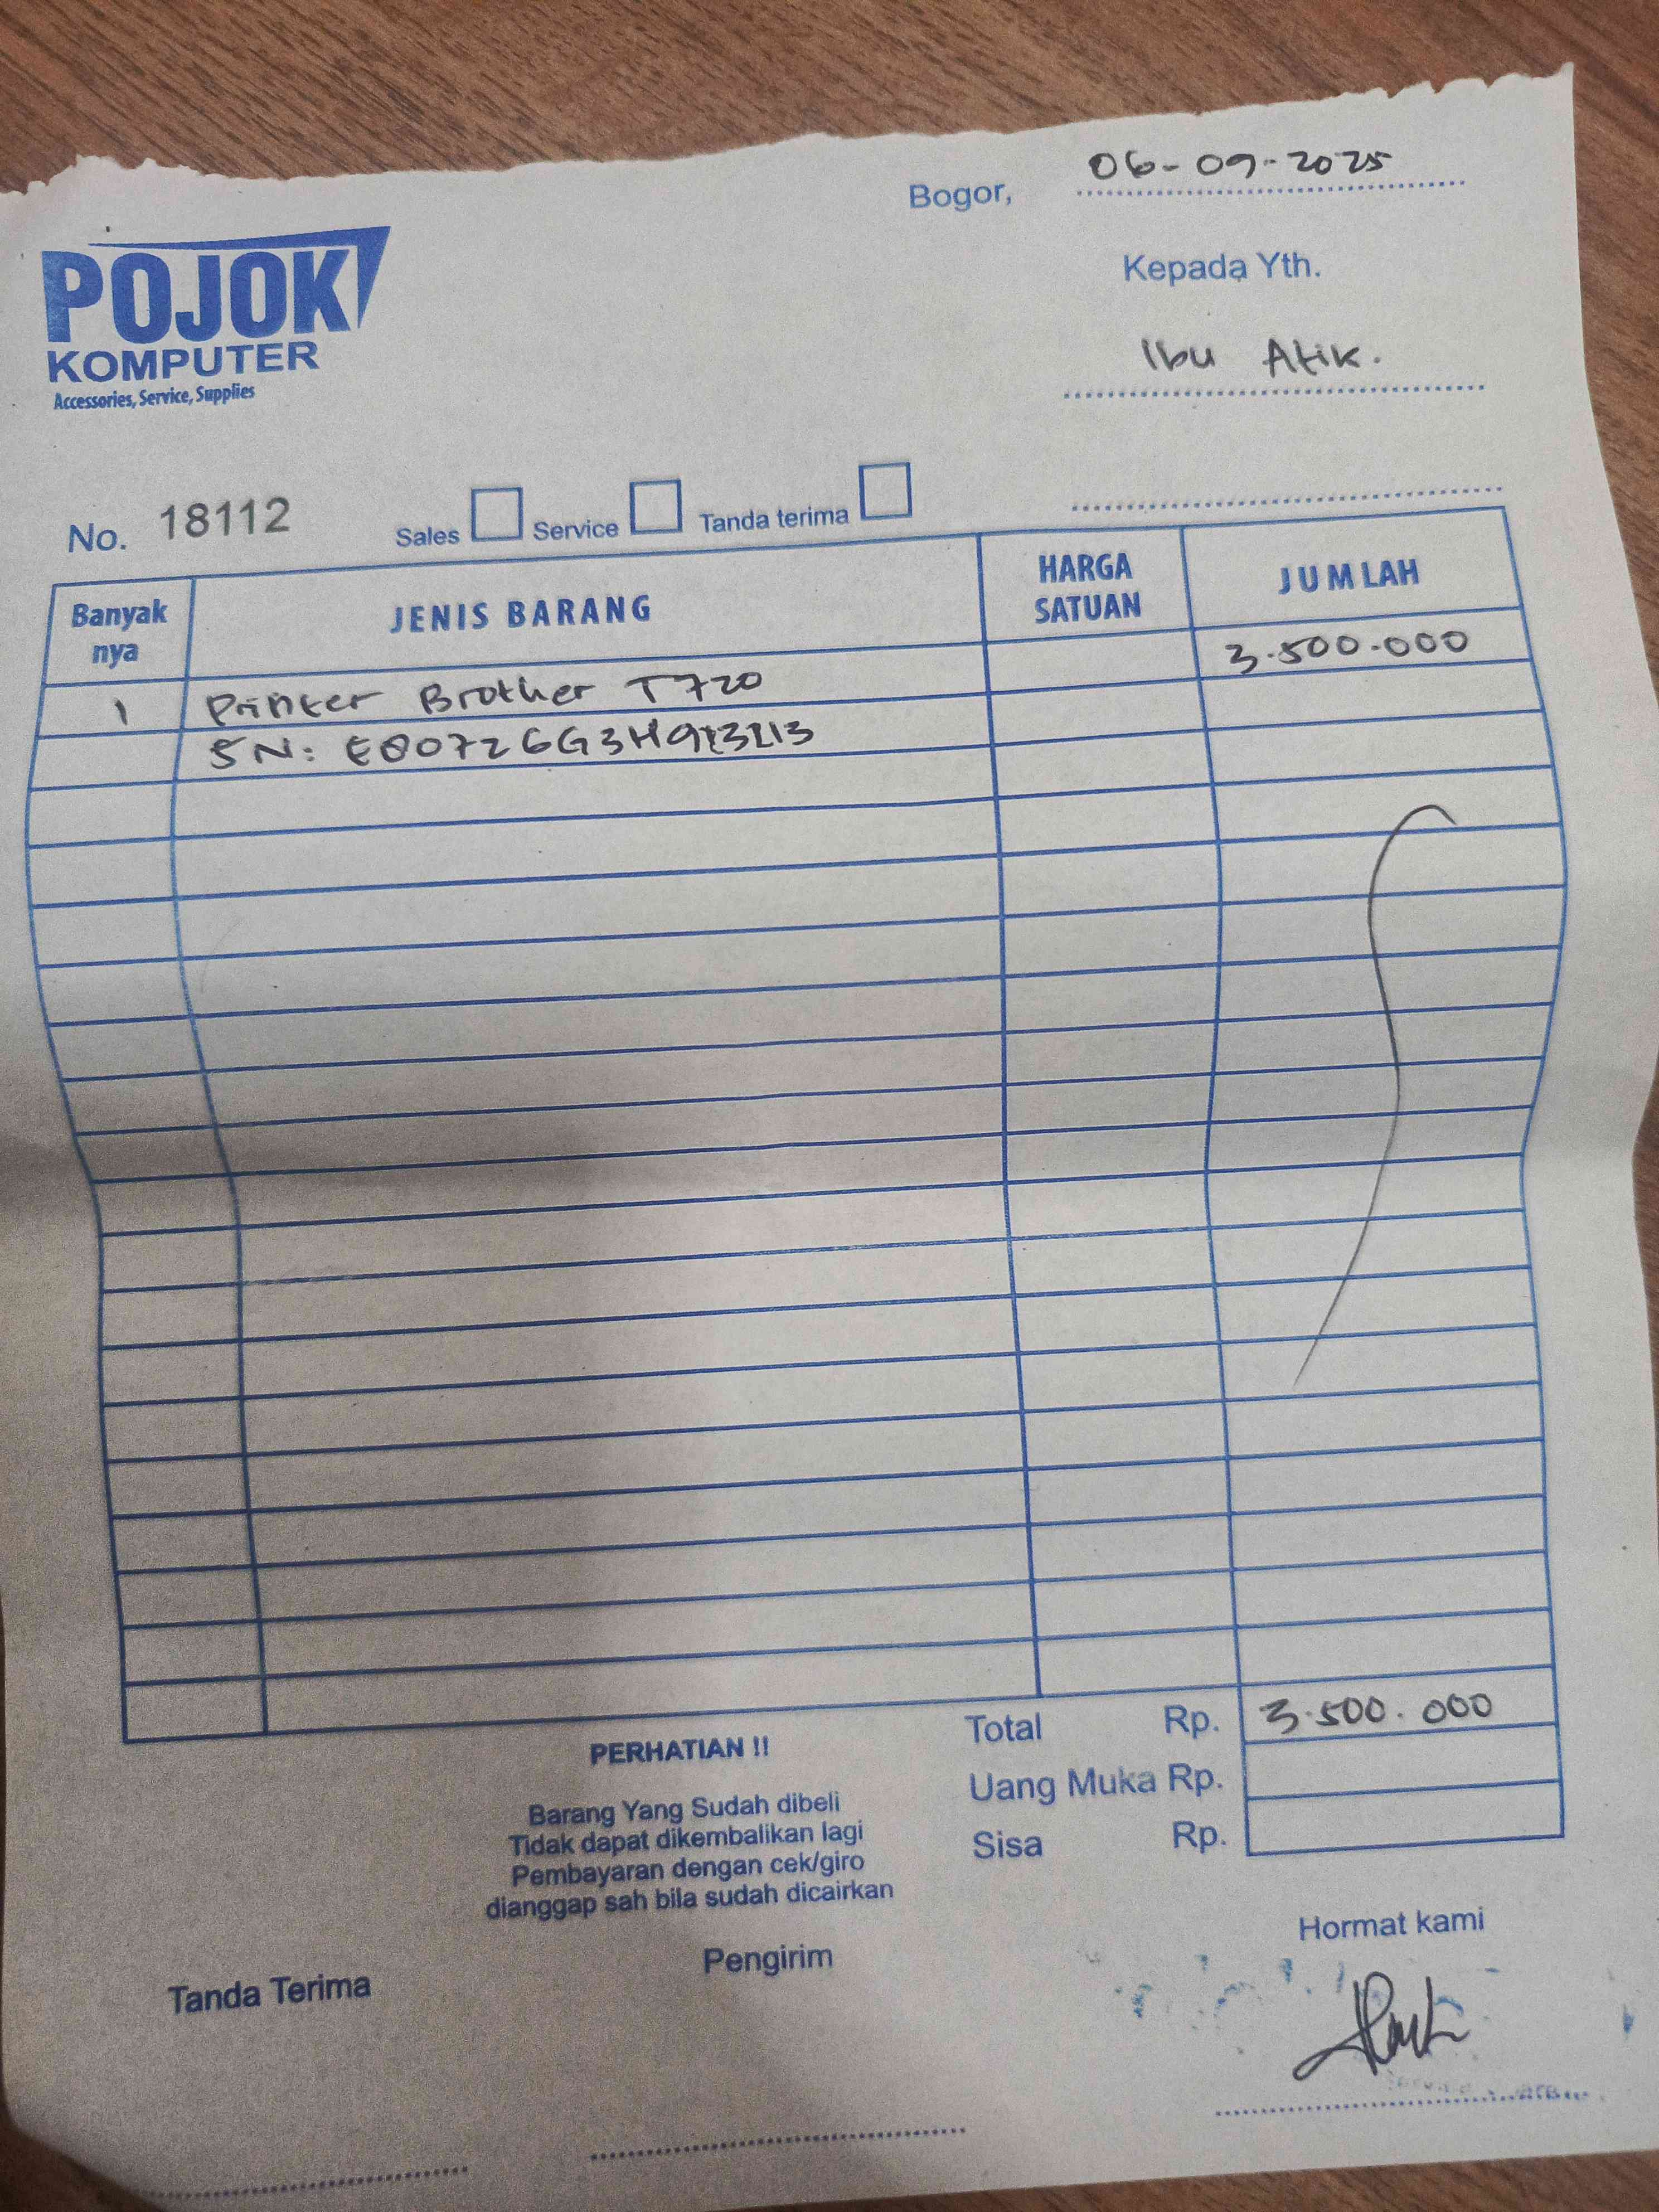 Bogor, 06-09-2025
POJOK
KOMPUTER
Accessories, Service, Supplies
Kepada Yth.
Ibu Atik.
No. 18112 Sales Service Tanda terima
Banyak nya JENIS BARANG HARGA SATUAN JUMLAH
1 Printer Brother T720 3.500.000
SN:
Total Rp. 3.500.000
Uang Muka Rp.
Sisa Rp.
PERHATIAN !!
Barang Yang Sudah dibeli
Tidak dapat dikembalikan lagi
Pembayaran dengan cek/giro
dianggap sah bila sudah dicairkan
Tanda Terima Pengirim Hormat kami